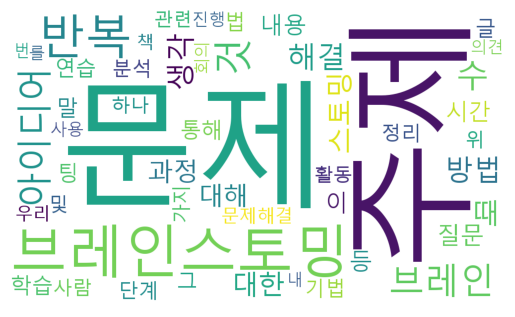 관련 진행 법 내용 글
번 를 책 반복 생각 회의 것 해결 주제 의견
연습 분석 수
아이디어 말 사용 하나 문제 스토밍 시간
팅 과정 통해 정리 위 방법
우리 및 가지 대해 활동 이 때
문제해결
브레인스토밍 등 질문
학습 사람 단계 그 대한 내 기법 브레인